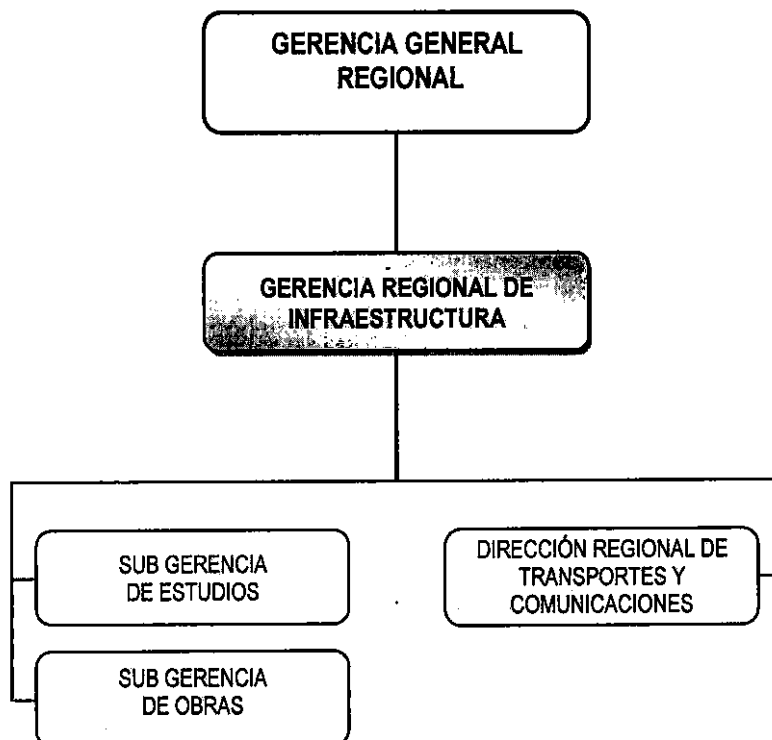 GERENCIA GENERAL
REGIONAL
GERENCIA REGIONAL DE
INFRAESTRUCTURA
SUB GERENCIA
DE ESTUDIOS
DIRECCIÓN REGIONAL DE
TRANSPORTES Y
COMUNICACIONES
SUB GERENCIA
DE OBRAS